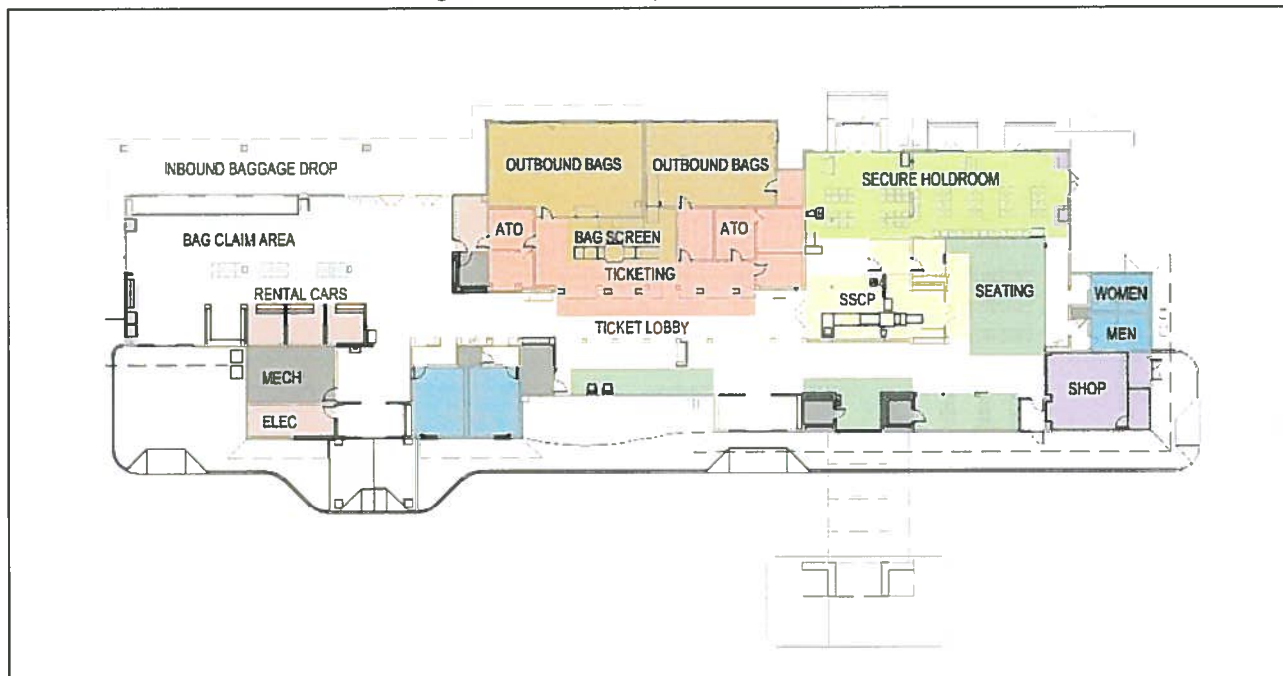 OUTBOUND BAGS
OUTBOUND BAGS
INBOUND BAGGAGE DROP
SECURE HOLDROOM
ATO
ATO
BAG CLAIM AREA
BAG SCREEN
TICKETING
RENTAL CARS
SSCP
SEATING
WOMEN
TICKET LOBBY
MEN
MECH
SHOP
ELEC